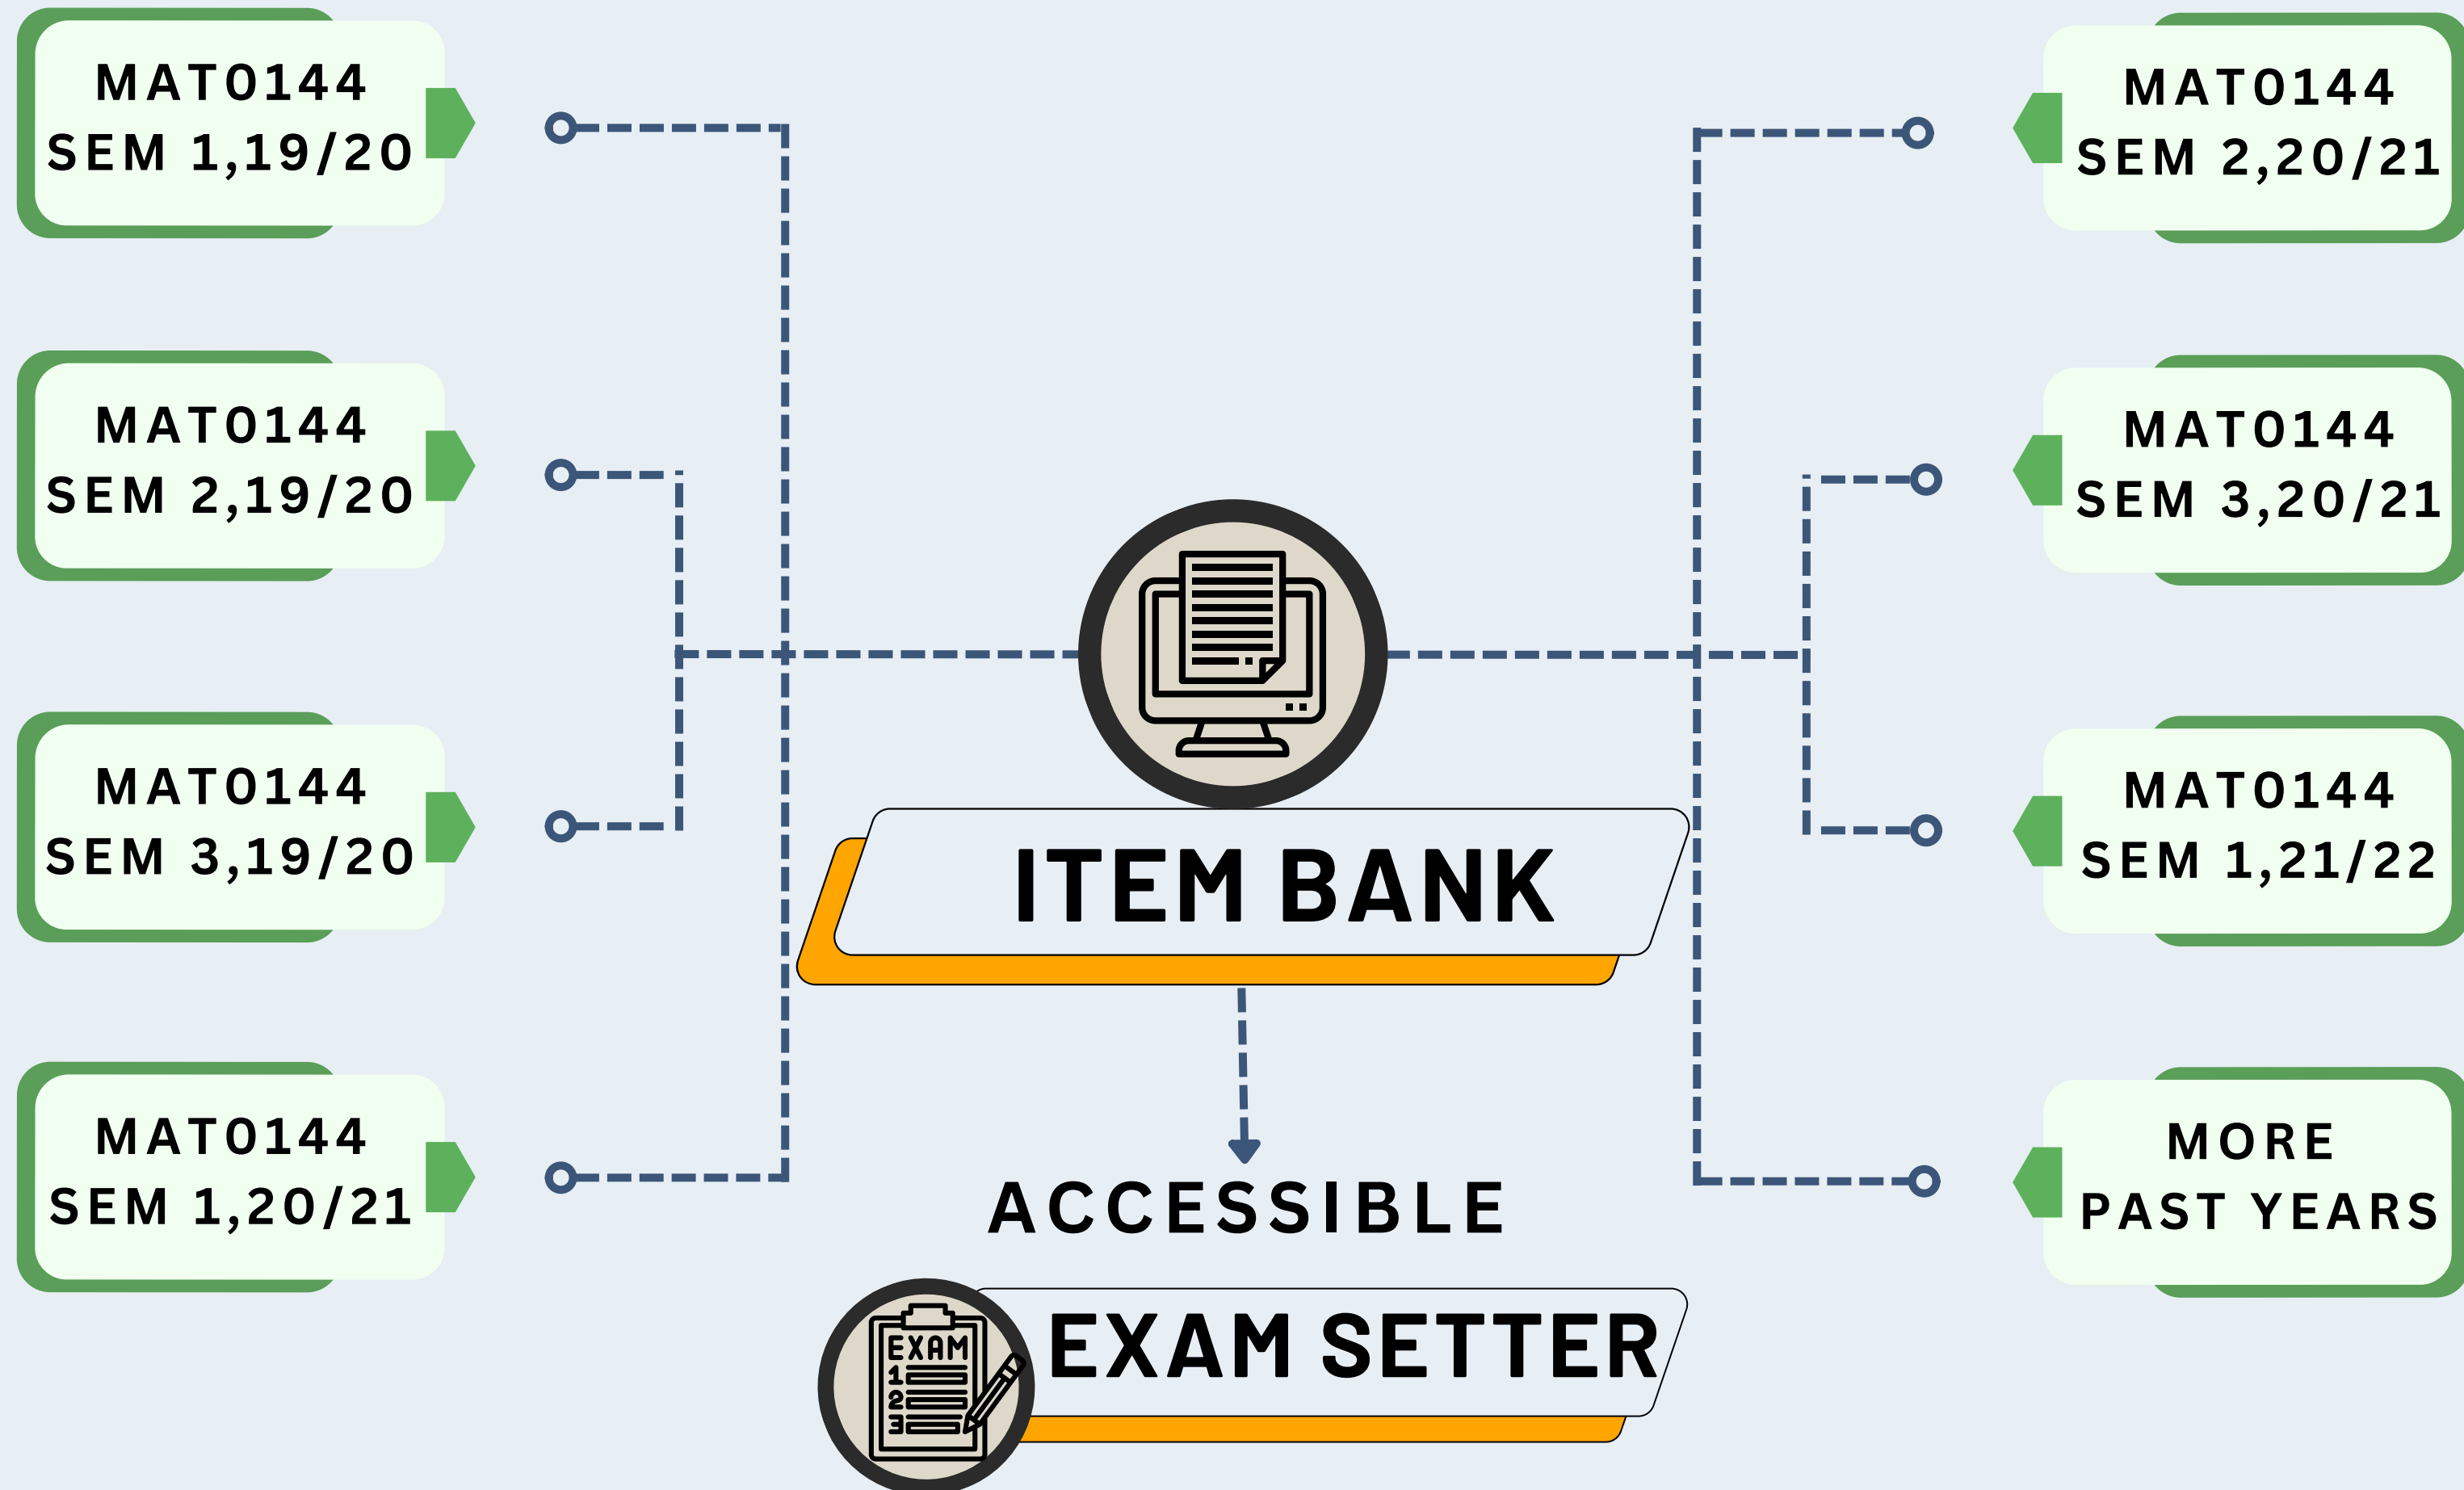 MAT0144
SEM 1,19/20
MAT0144
SEM 2,19/20
MAT0144
SEM 3,19/20
MAT0144
SEM 1,20/21
ITEM BANK
ACCESSIBLE
EXAM
1
2
3
EXAM SETTER
MAT0144
SEM 2,20/21
MAT0144
SEM 3,20/21
MAT0144
SEM 1,21/22
MORE
PAST YEARS